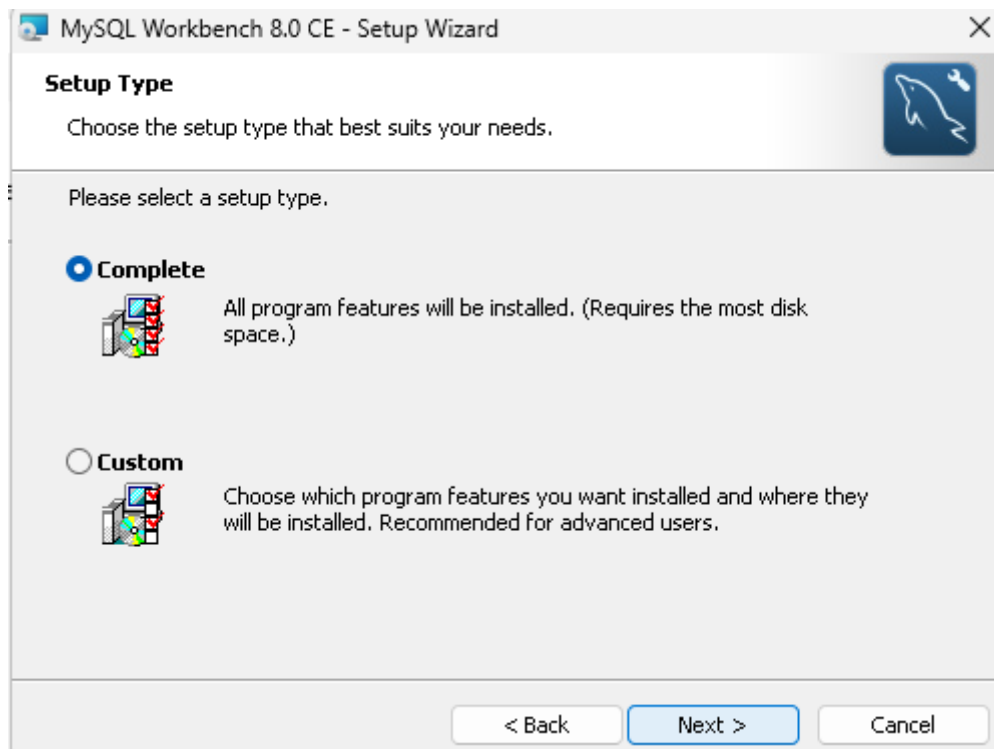 MySQL Workbench 8.0 CE - Setup Wizard
Setup Type
Choose the setup type that best suits your needs.
Please select a setup type.
Complete
All program features will be installed. (Requires the most disk
space.)
Custom
Choose which program features you want installed and where they
will be installed. Recommended for advanced users.
< Back
Next >
Cancel